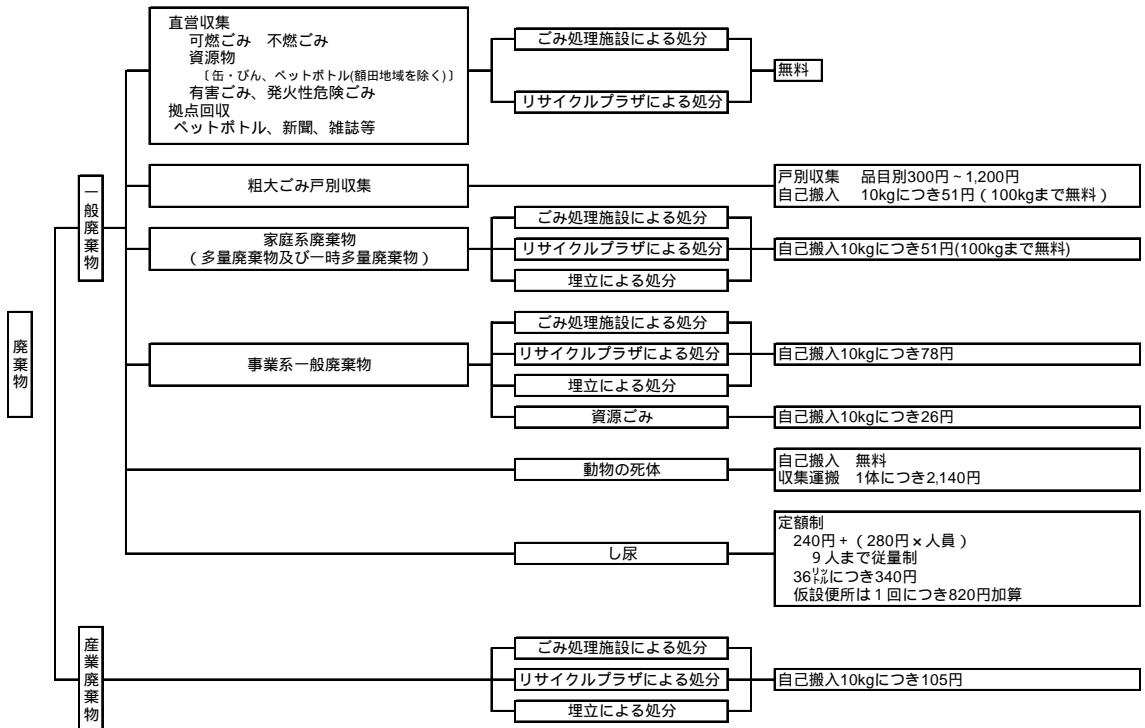 廃棄物
一般廃棄物
直営収集
可燃ごみ 不燃ごみ
資源物
〔缶・びん、ペットボトル(額田地域を除く)〕
有害ごみ、発火性危険ごみ
拠点回収
ペットボトル、新聞、雑誌等
ごみ処理施設による処分
リサイクルプラザによる処分
無料
粗大ごみ戸別収集
戸別収集 品目別300円~1,200円
自己搬入 10kgにつき51円(100kgまで無料)
家庭系廃棄物
(多量廃棄物及び一時多量廃棄物)
ごみ処理施設による処分
リサイクルプラザによる処分
埋立による処分
自己搬入10kgにつき51円(100kgまで無料)
事業系一般廃棄物
ごみ処理施設による処分
リサイクルプラザによる処分
埋立による処分
自己搬入10kgにつき78円
資源ごみ
自己搬入10kgにつき26円
動物の死体
自己搬入 無料
収集運搬 1体につき2,140円
し尿
定額制
240円+(280円×人員)
9人まで従量制
36リットルにつき340円
仮設便所は1回につき820円加算
産業廃棄物
ごみ処理施設による処分
リサイクルプラザによる処分
埋立による処分
自己搬入10kgにつき105円